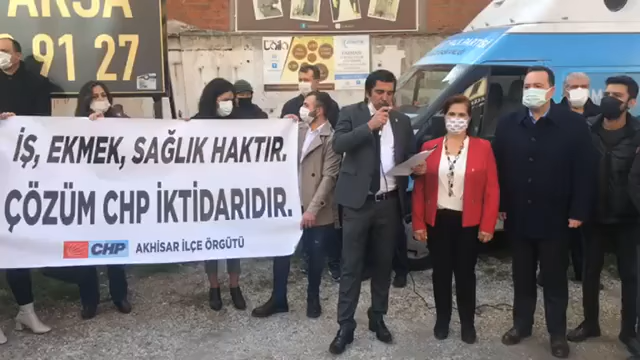 ARSA
91 27
İŞ, EKMEK, SAĞLIK HAKTIR.
ÇÖZÜM CHP İKTİDARIDIR.
CHP AKHİSAR İLÇE ÖRGÜTÜ